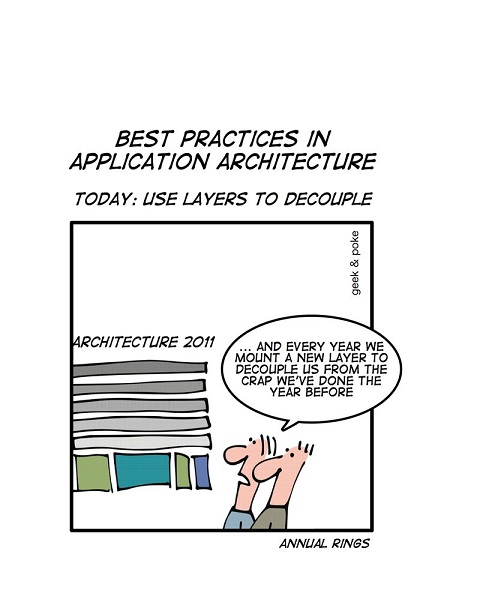 BEST PRACTICES IN
APPLICATION ARCHITECTURE
TODAY: USE LAYERS TO DECOUPLE
geek & poke
ARCHITECTURE 2011
... AND EVERY YEAR WE
MOUNT A NEW LAYER TO
DECOUPLE US FROM THE
CRAP WE'VE DONE THE
YEAR BEFORE
ANNUAL RINGS